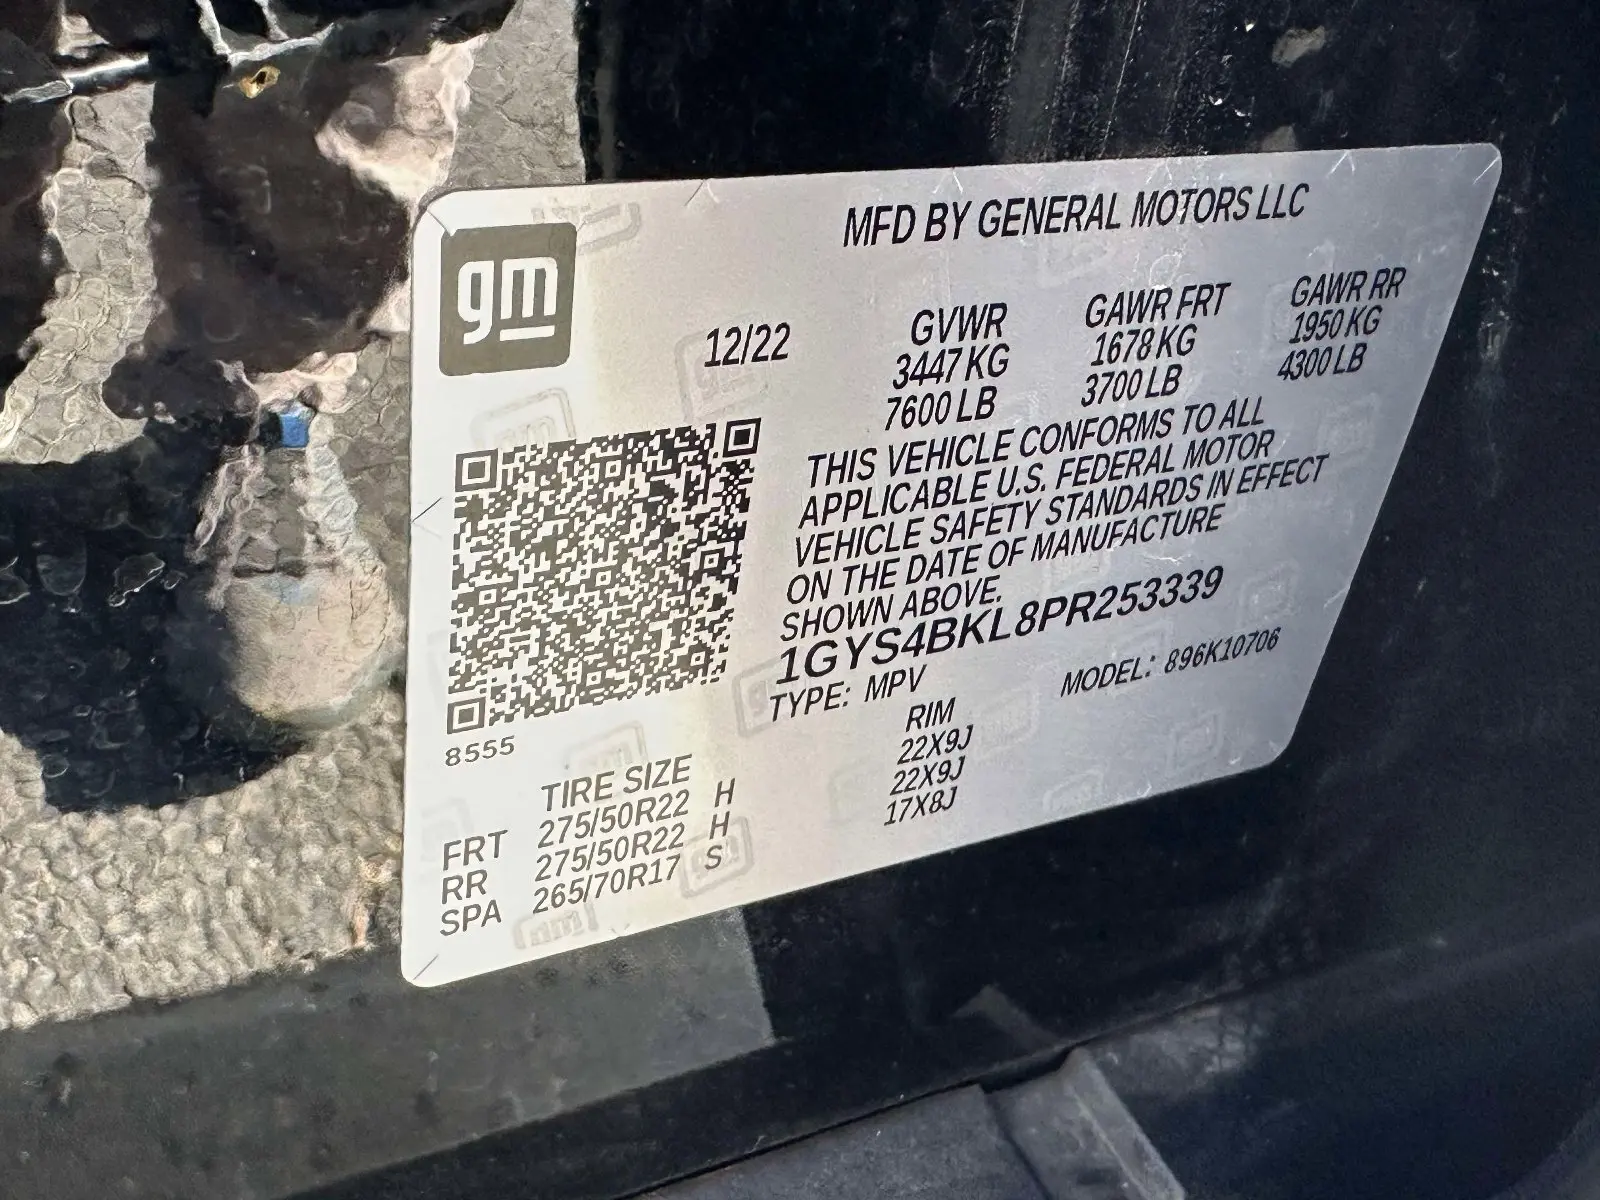 gm
MFD BY GENERAL MOTORS LLC
12/22 GVWR GAWR FRT GAWR RR
3447 KG 1678 KG 1950 KG
7600 LB 3700 LB 4300 LB
THIS VEHICLE CONFORMS TO ALL
APPLICABLE U.S. FEDERAL MOTOR
VEHICLE SAFETY STANDARDS IN EFFECT
ON THE DATE OF MANUFACTURE
SHOWN ABOVE.
1GYS4BKL8PR253339
TYPE: MPV MODEL: 896K10706
8555
TIRE SIZE RIM
FRT 275/50R22 H 22X9J
RR 275/50R22 H 22X9J
SPA 265/70R17 S 17X8J